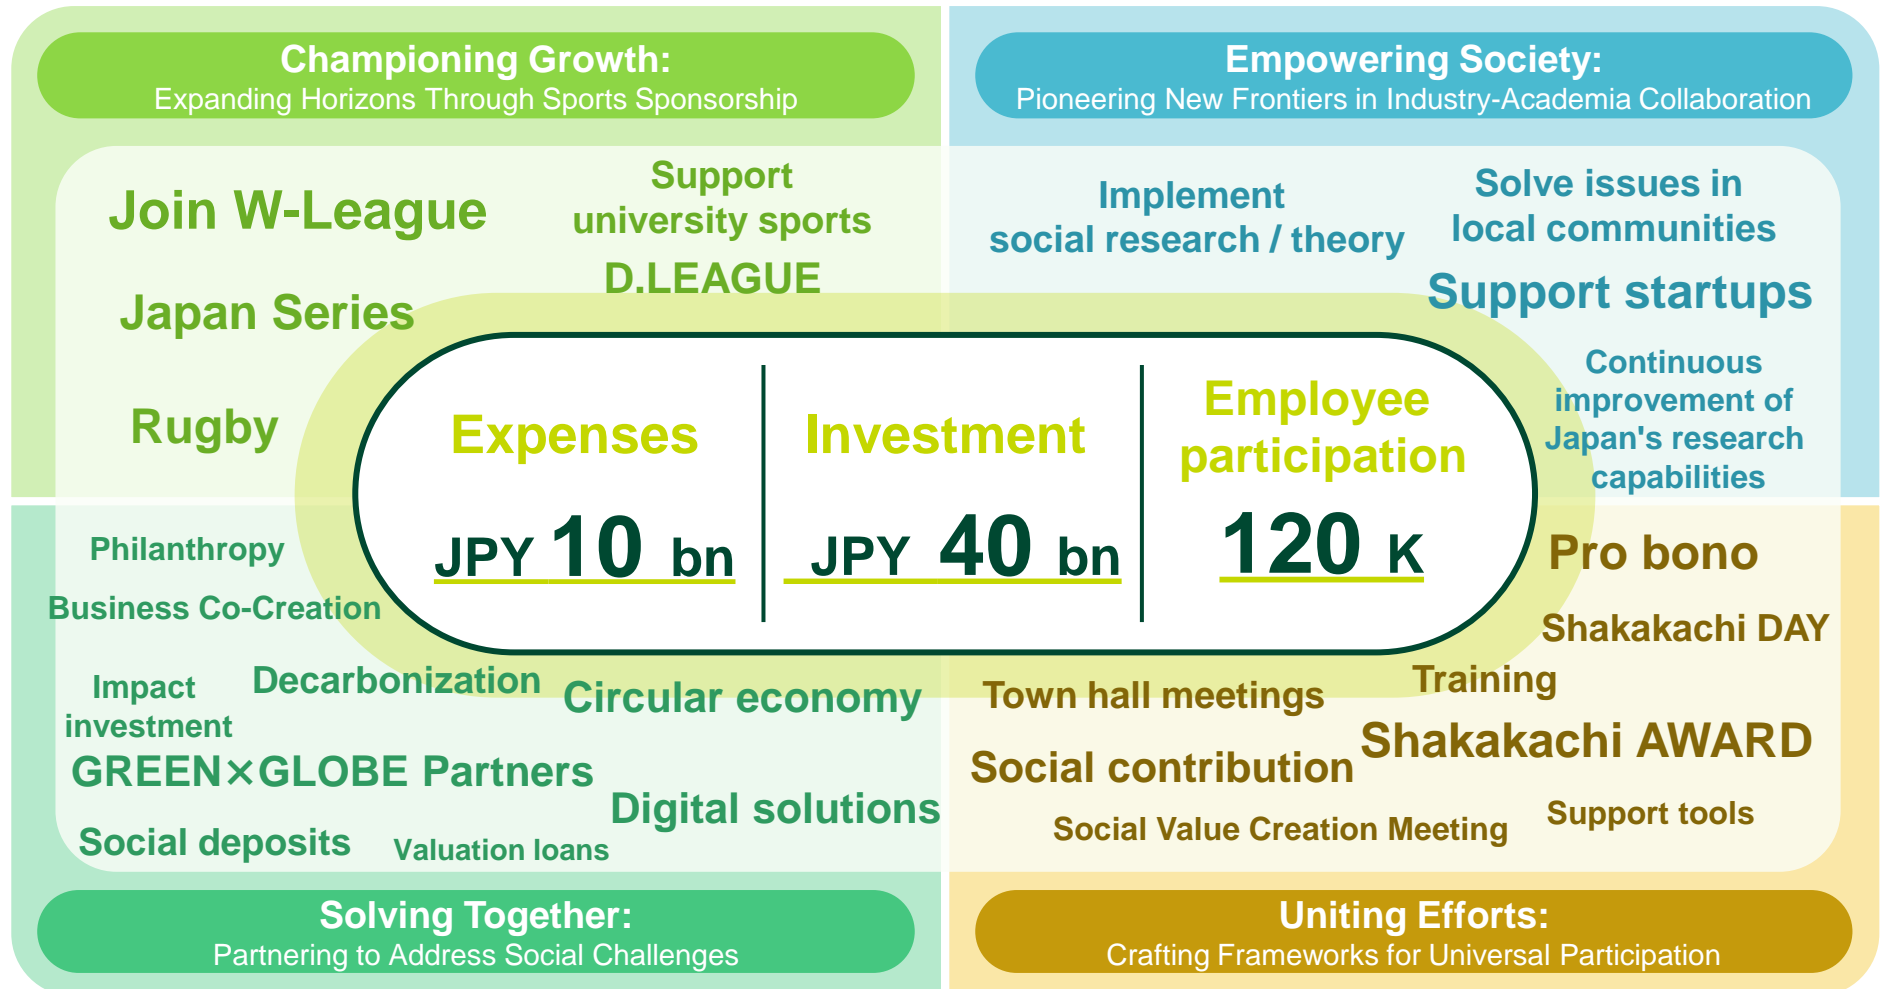 Championing Growth:
Expanding Horizons Through Sports Sponsorship
Join W-League
Support
university sports
D.LEAGUE
Japan Series
Rugby
Empowering Society:
Pioneering New Frontiers in Industry-Academia Collaboration
Implement
social research / theory
Solve issues in
local communities
Support startups
Continuous
improvement of
Japan's research
capabilities
Expenses
JPY 10 bn
Investment
JPY 40 bn
Employee
participation
120 K
Philanthropy
Business Co-Creation
Impact
investment
Decarbonization
Circular economy
GREEN×GLOBE Partners
Digital solutions
Social deposits
Valuation loans
Solving Together:
Partnering to Address Social Challenges
Pro bono
Shakakachi DAY
Training
Town hall meetings
Shakakachi AWARD
Social contribution
Support tools
Social Value Creation Meeting
Uniting Efforts:
Crafting Frameworks for Universal Participation